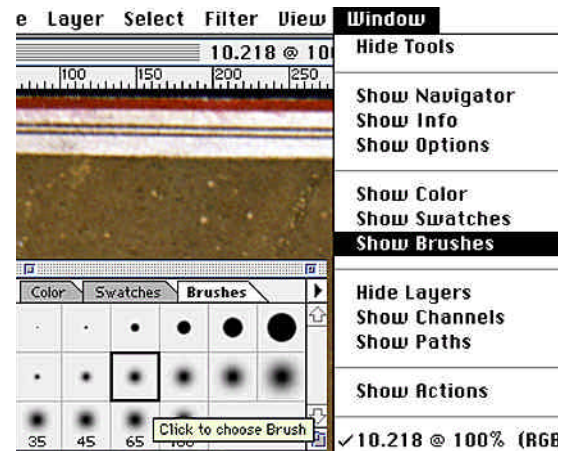 e Layer Select Filter View Window
10.218 @ 10
100 150 200 250
Hide Tools
Show Navigator
Show Info
Show Options
Show Color
Show Swatches
Show Brushes
Hide Layers
Show Channels
Show Paths
Show Actions
✓10.218 @ 100% (RGB
Color Swatches Brushes
35 45 65 100
Click to choose Brush